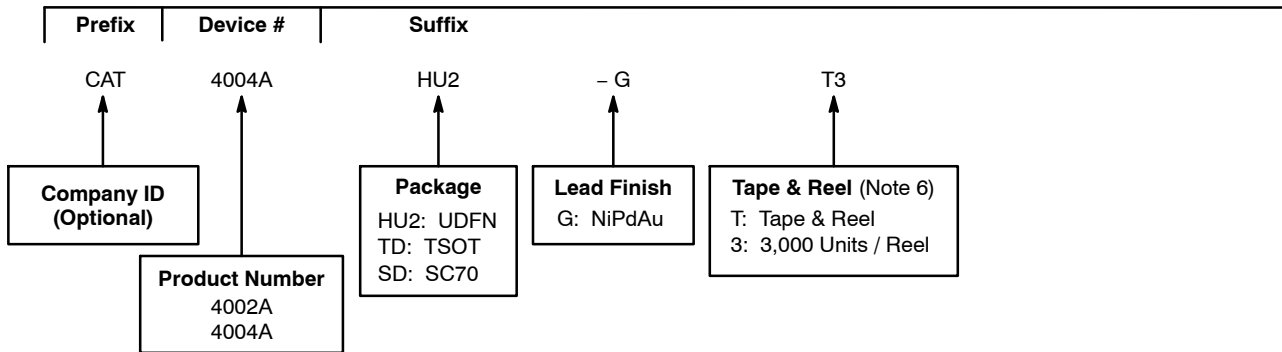 Prefix Device # Suffix
CAT 4004A HU2 – G T3
Company ID
(Optional)
Product Number
4002A
4004A
Package
HU2: UDFN
TD: TSOT
SD: SC70
Lead Finish
G: NiPdAu
Tape & Reel (Note 6)
T: Tape & Reel
3: 3,000 Units / Reel